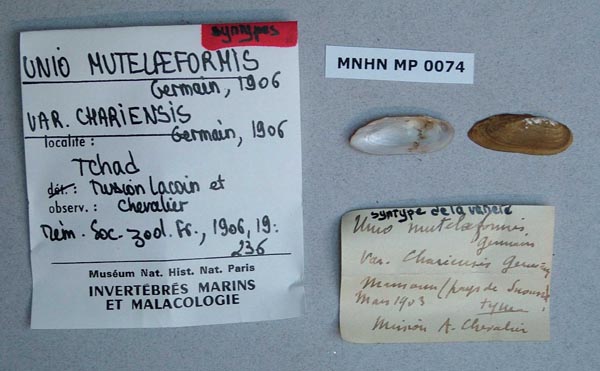 syntypes
UNIO MUTELÆFORMIS
Germain, 1906
VAR. CHARIENSIS
Germain, 1906
localité :
Tchad
dét. : Mission Lacoin et
observ. : Chevalier
Mém. Soc. zool. Fr., 1906, 19:
236
Muséum Nat. Hist. Nat. Paris
INVERTÉBRÉS MARINS
ET MALACOLOGIE
MNHN MP 0074
syntype de la variété
Unio mutelæformis,
Germain
Var. Chariensis Germain
(pays de
Mars 1903
Mission A. Chevalier